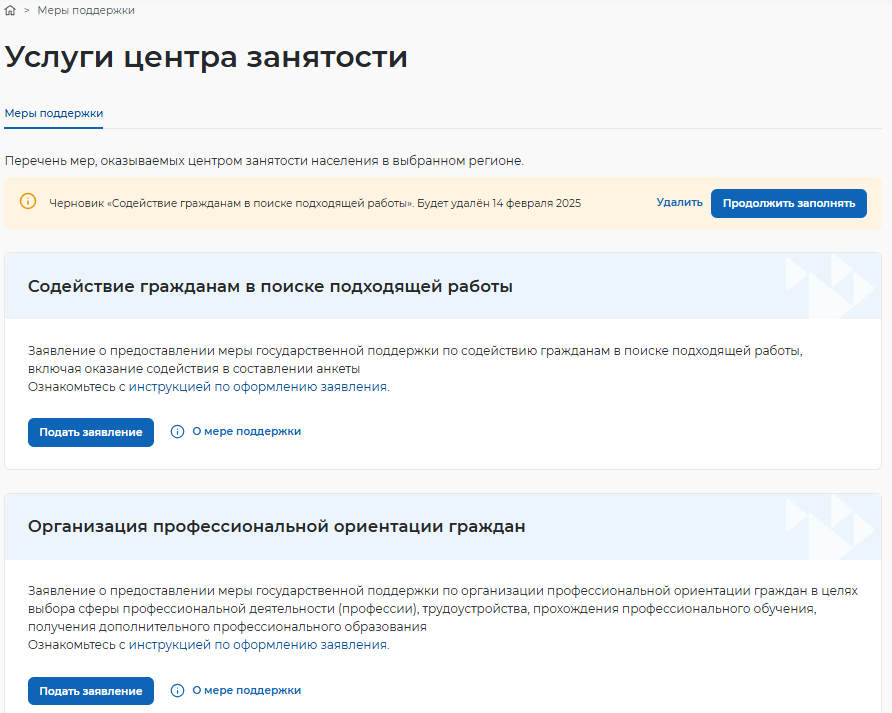 > Меры поддержки
Услуги центра занятости
Меры поддержки
Перечень мер, оказываемых центром занятости населения в выбранном регионе.
Черновик «Содействие гражданам в поиске подходящей работы». Будет удалён 14 февраля 2025 Удалить Продолжить заполнять
Содействие гражданам в поиске подходящей работы
Заявление о предоставлении меры государственной поддержки по содействию гражданам в поиске подходящей работы,
включая оказание содействия в составлении анкеты
Ознакомьтесь с инструкцией по оформлению заявления.
Подать заявление О мере поддержки
Организация профессиональной ориентации граждан
Заявление о предоставлении меры государственной поддержки по организации профессиональной ориентации граждан в целях
выбора сферы профессиональной деятельности (профессии), трудоустройства, прохождения профессионального обучения,
получения дополнительного профессионального образования
Ознакомьтесь с инструкцией по оформлению заявления.
Подать заявление О мере поддержки